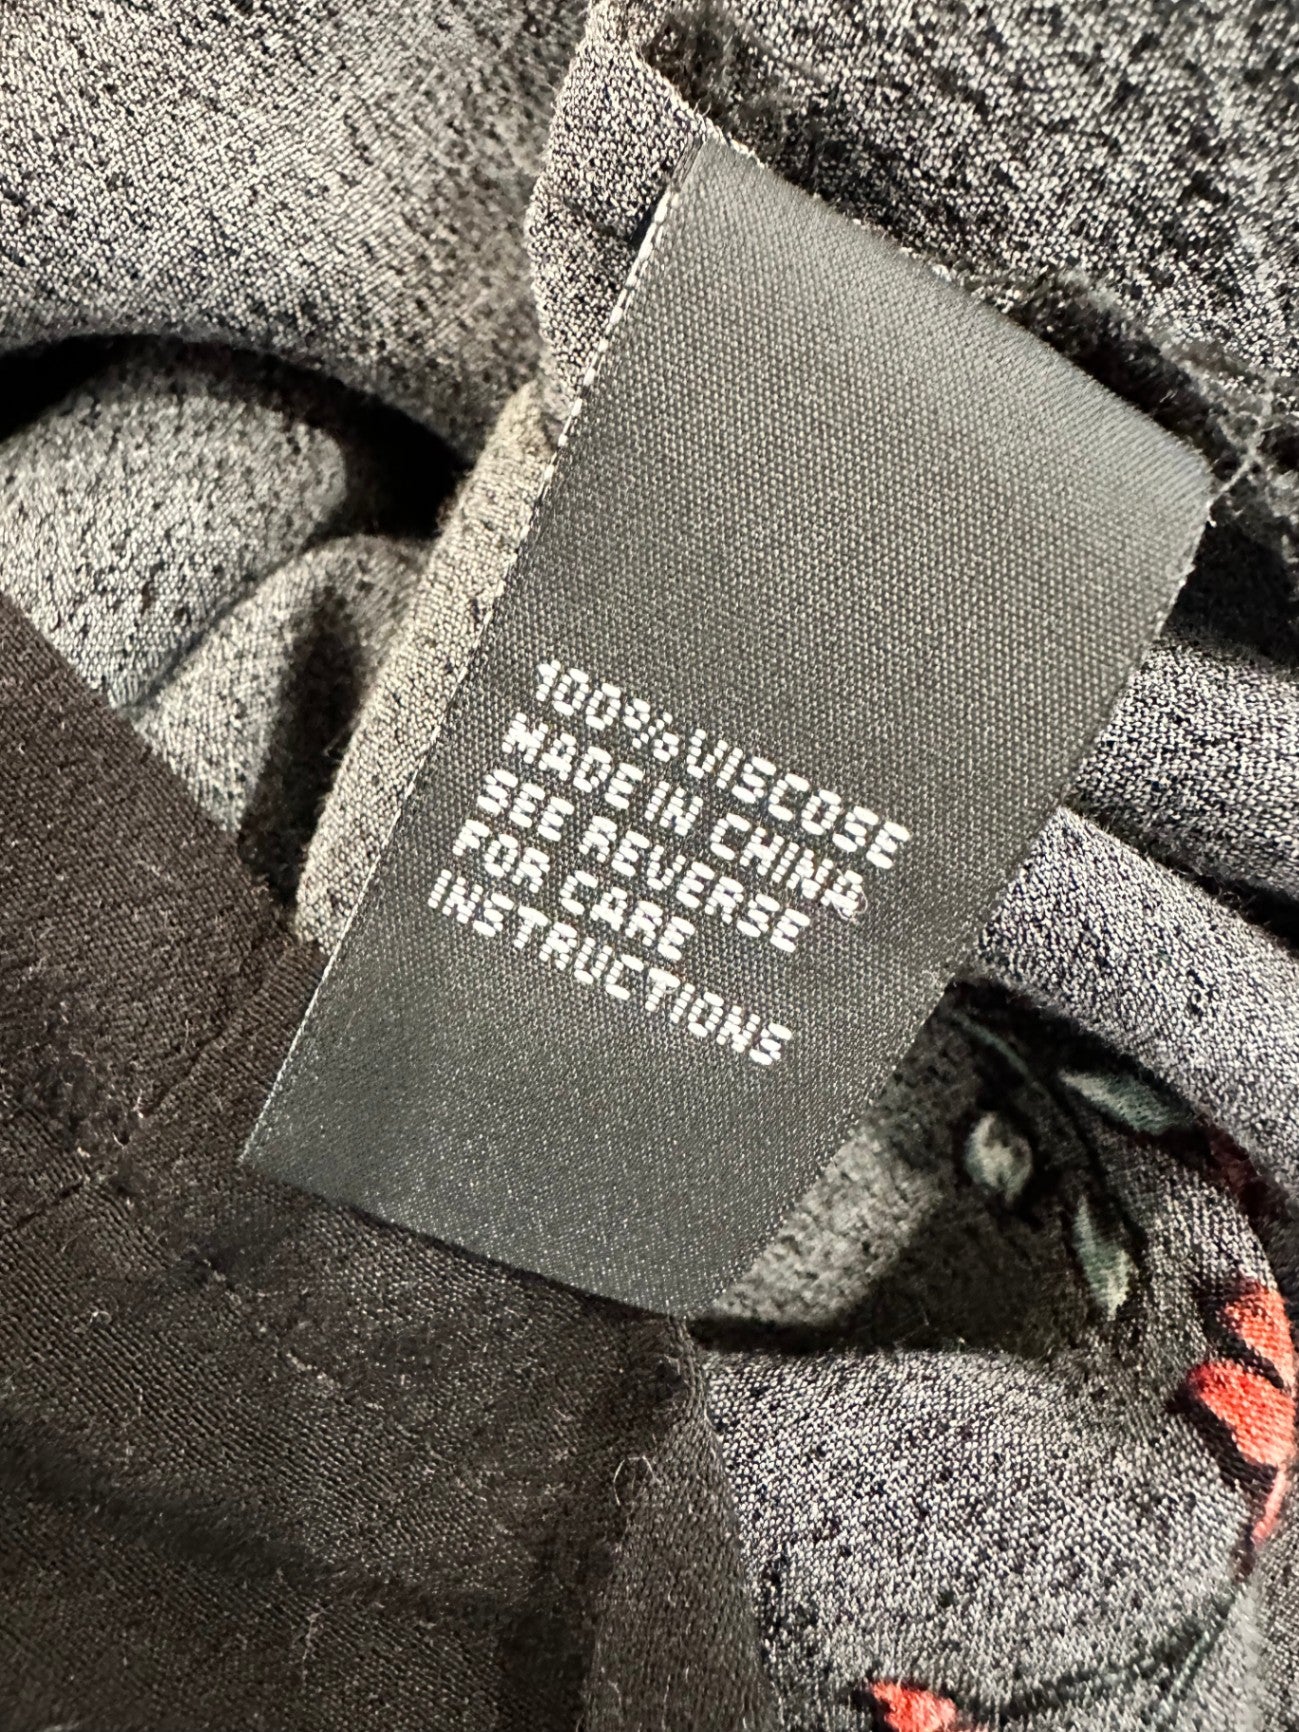 100% VISCOSE
MADE IN CHINA
SEE REVERSE
FOR CARE
INSTRUCTIONS